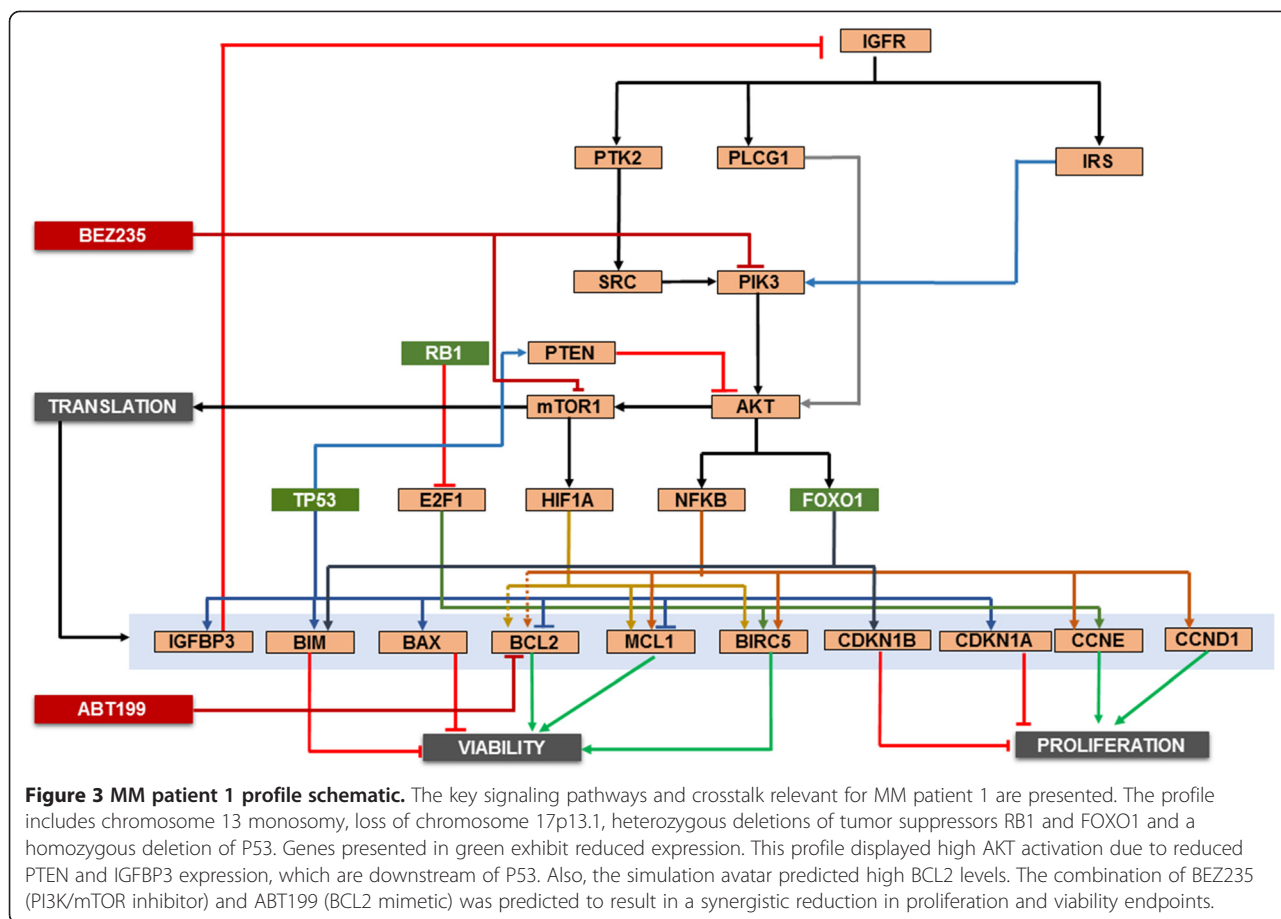 IGFR
PTK2
PLCG1
IRS
BEZ235
SRC
PIK3
RB1
PTEN
TRANSLATION
mTOR1
AKT
TP53
E2F1
HIF1A
NFKB
FOXO1
IGFBP3
BIM
BAX
BCL2
MCL1
BIRC5
CDKN1B
CDKN1A
CCNE
CCND1
ABT199
VIABILITY
PROLIFERATION
Figure 3 MM patient 1 profile schematic. The key signaling pathways and crosstalk relevant for MM patient 1 are presented. The profile
includes chromosome 13 monosomy, loss of chromosome 17p13.1, heterozygous deletions of tumor suppressors RB1 and FOXO1 and a
homozygous deletion of P53. Genes presented in green exhibit reduced expression. This profile displayed high AKT activation due to reduced
PTEN and IGFBP3 expression, which are downstream of P53. Also, the simulation avatar predicted high BCL2 levels. The combination of BEZ235
(PI3K/mTOR inhibitor) and ABT199 (BCL2 mimetic) was predicted to result in a synergistic reduction in proliferation and viability endpoints.